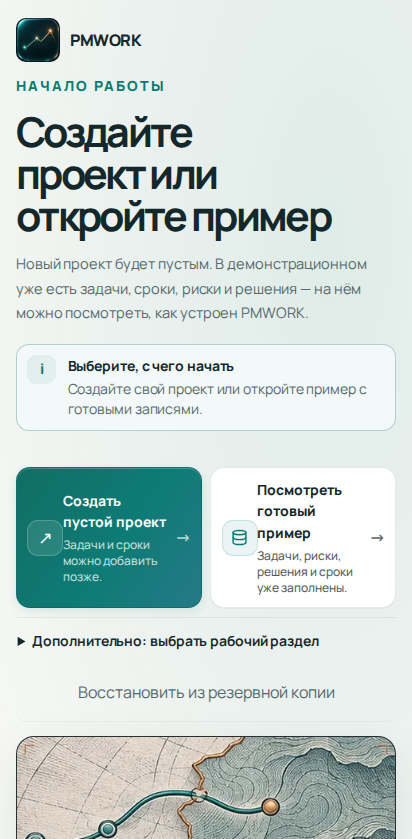 PMWORK
НАЧАЛО РАБОТЫ
Создайте
проект или
откройте пример
Новый проект будет пустым. В демонстрационном
уже есть задачи, сроки, риски и решения — на нём
можно посмотреть, как устроен PMWORK.
i
Выберите, с чего начать
Создайте свой проект или откройте пример с
готовыми записями.
↗
Создать
пустой проект
Задачи и сроки
можно добавить
позже.
→
Посмотреть
готовый
пример
Задачи, риски,
решения и сроки
уже заполнены.
→
▶ Дополнительно: выбрать рабочий раздел
Восстановить из резервной копии